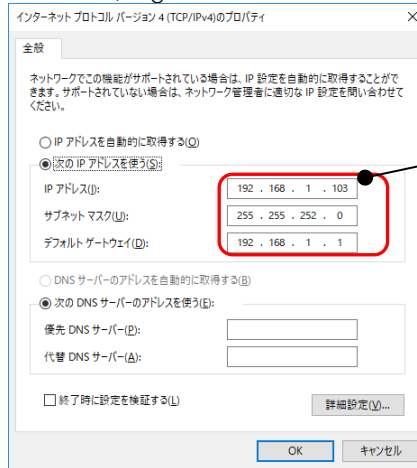 インターネット プロトコル バージョン 4 (TCP/IPv4)のプロパティ
全般
ネットワークでこの機能がサポートされている場合は、IP 設定を自動的に取得することがで
きます。サポートされていない場合は、ネットワーク管理者に適切な IP 設定を問い合わせて
ください。
IP アドレスを自動的に取得する(O)
次の IP アドレスを使う(S):
IP アドレス(I): 192 . 168 . 1 . 103
サブネット マスク(U): 255 . 255 . 252 . 0
デフォルト ゲートウェイ(D): 192 . 168 . 1 . 1
DNS サーバーのアドレスを自動的に取得する(B)
次の DNS サーバーのアドレスを使う(E):
優先 DNS サーバー(P):
代替 DNS サーバー(A):
終了時に設定を検証する(L)
詳細設定(V)...
OK キャンセル